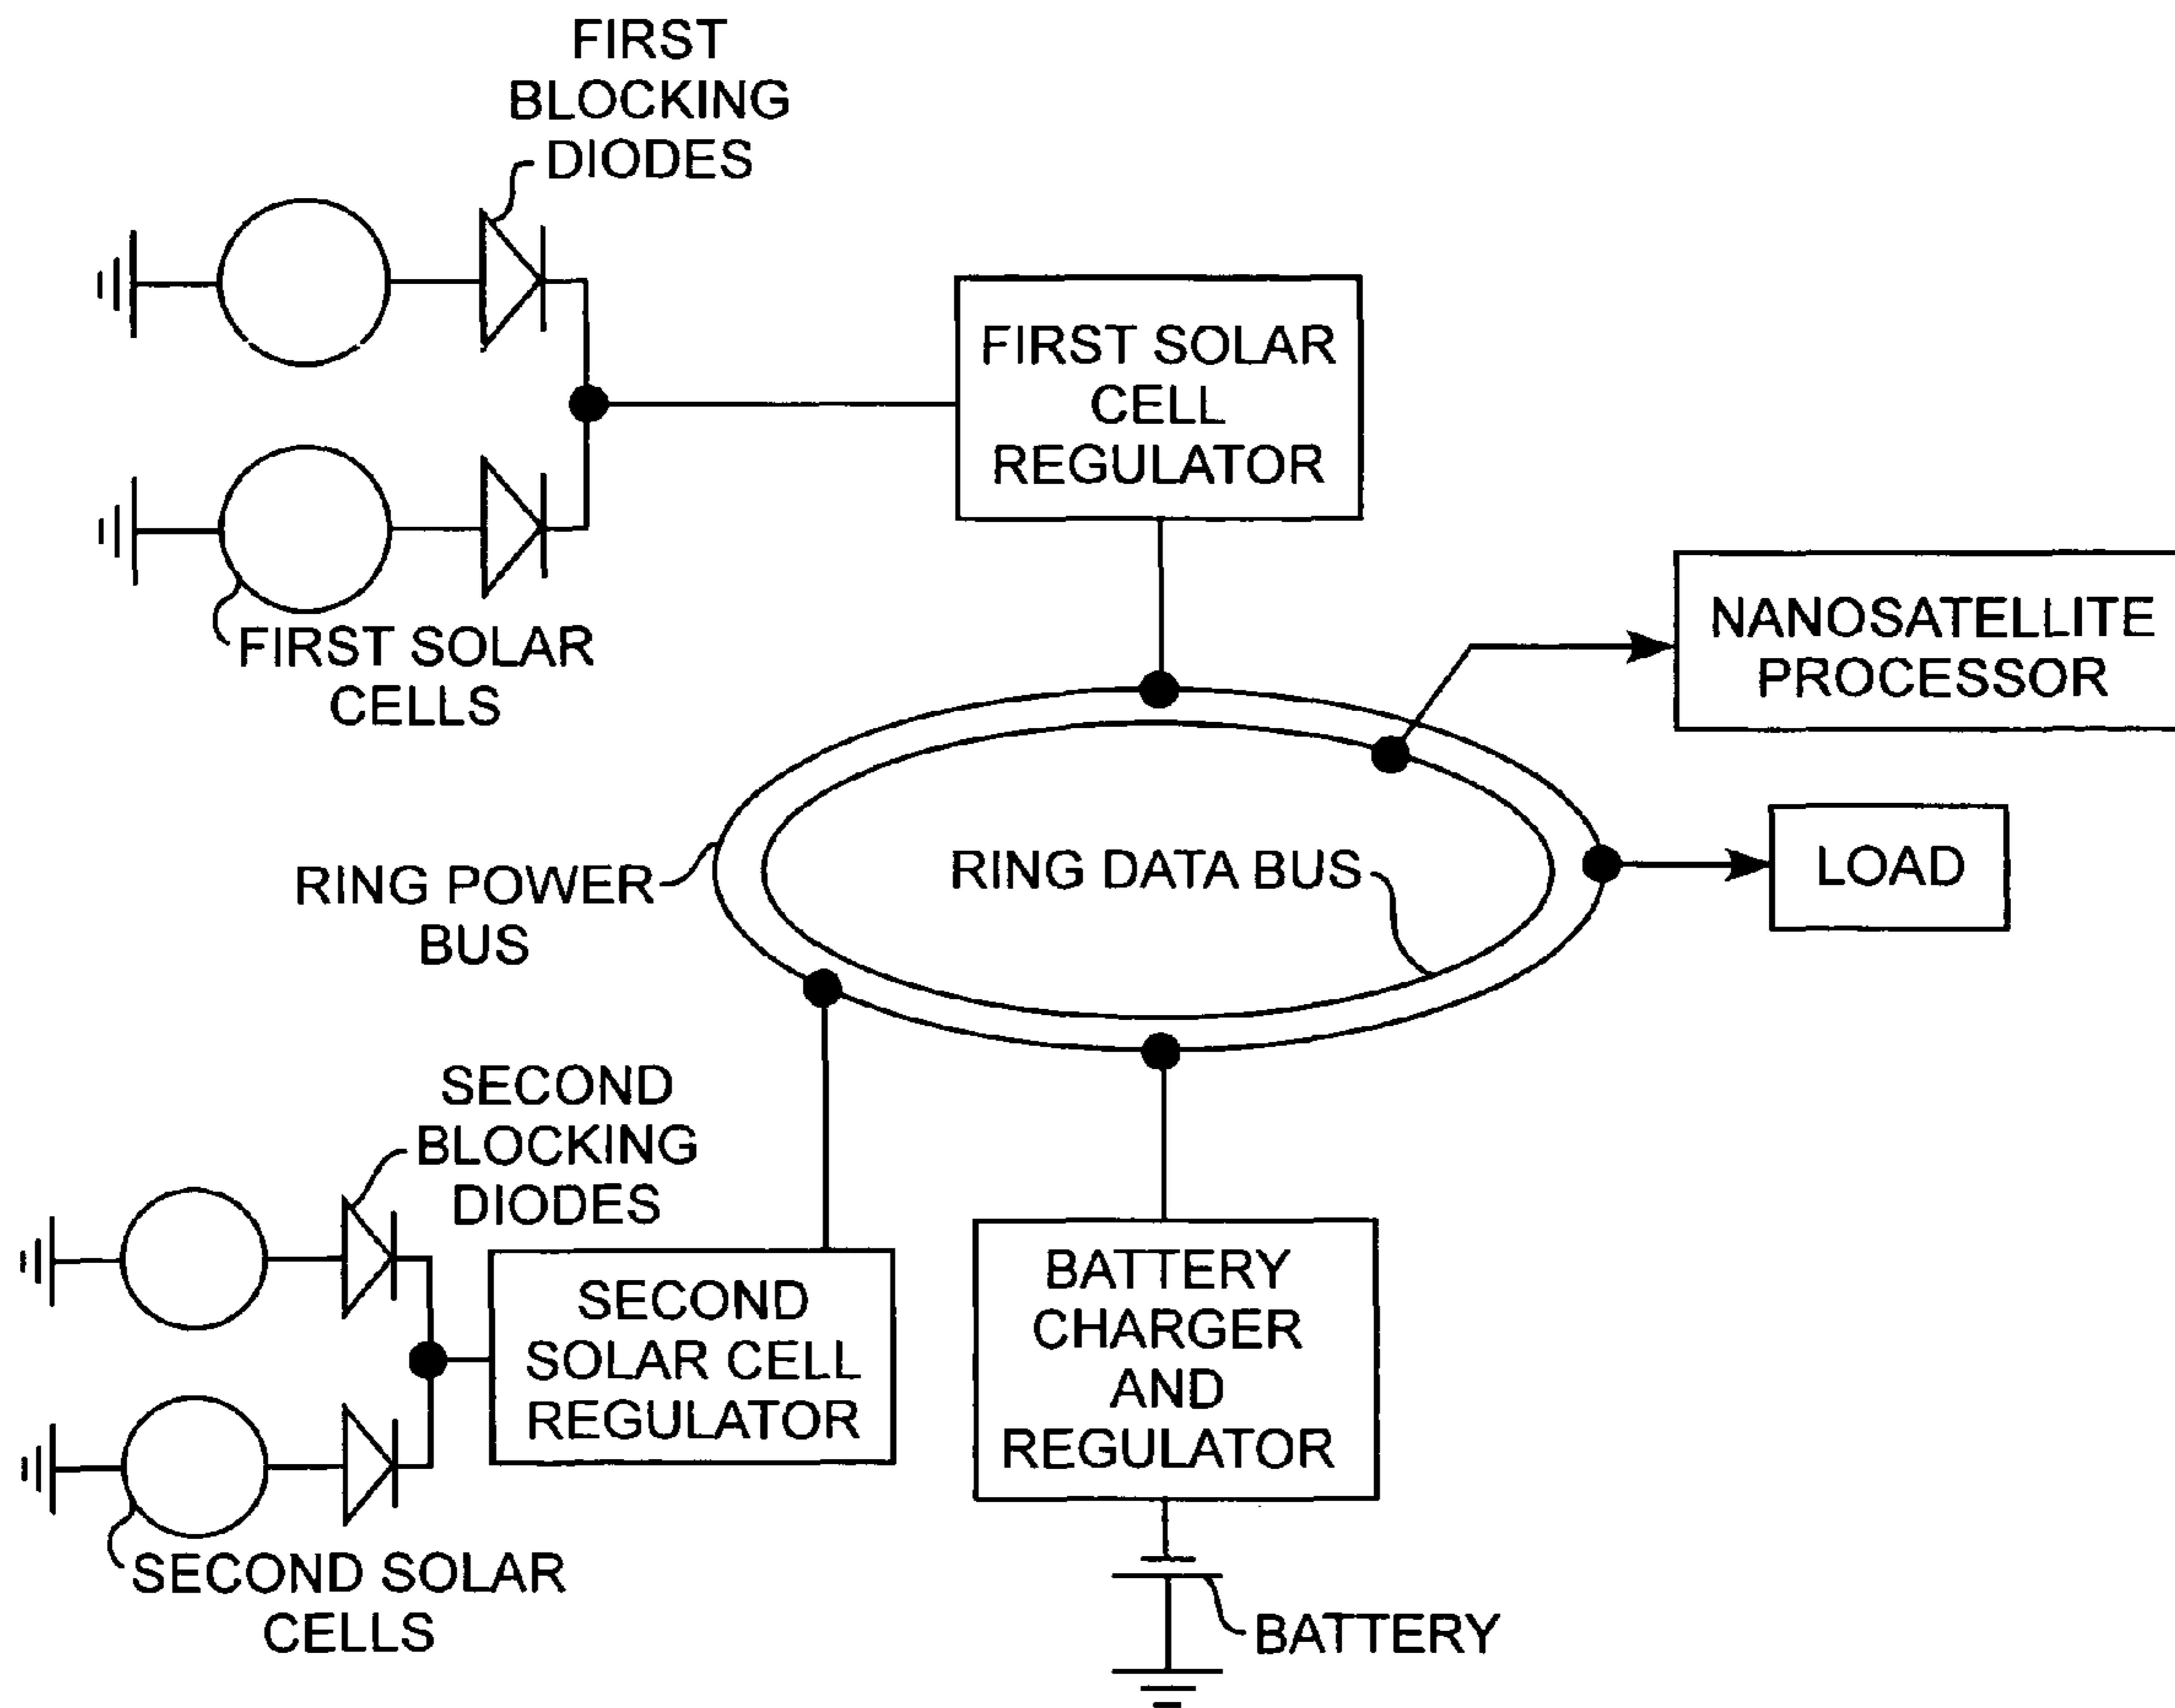 FIRST
BLOCKING
DIODES
FIRST SOLAR
CELL
REGULATOR
FIRST SOLAR
CELLS
NANOSATELLITE
PROCESSOR
RING POWER
BUS
RING DATA BUS
LOAD
SECOND
BLOCKING
DIODES
SECOND
SOLAR CELL
REGULATOR
SECOND SOLAR
CELLS
BATTERY
CHARGER
AND
REGULATOR
BATTERY